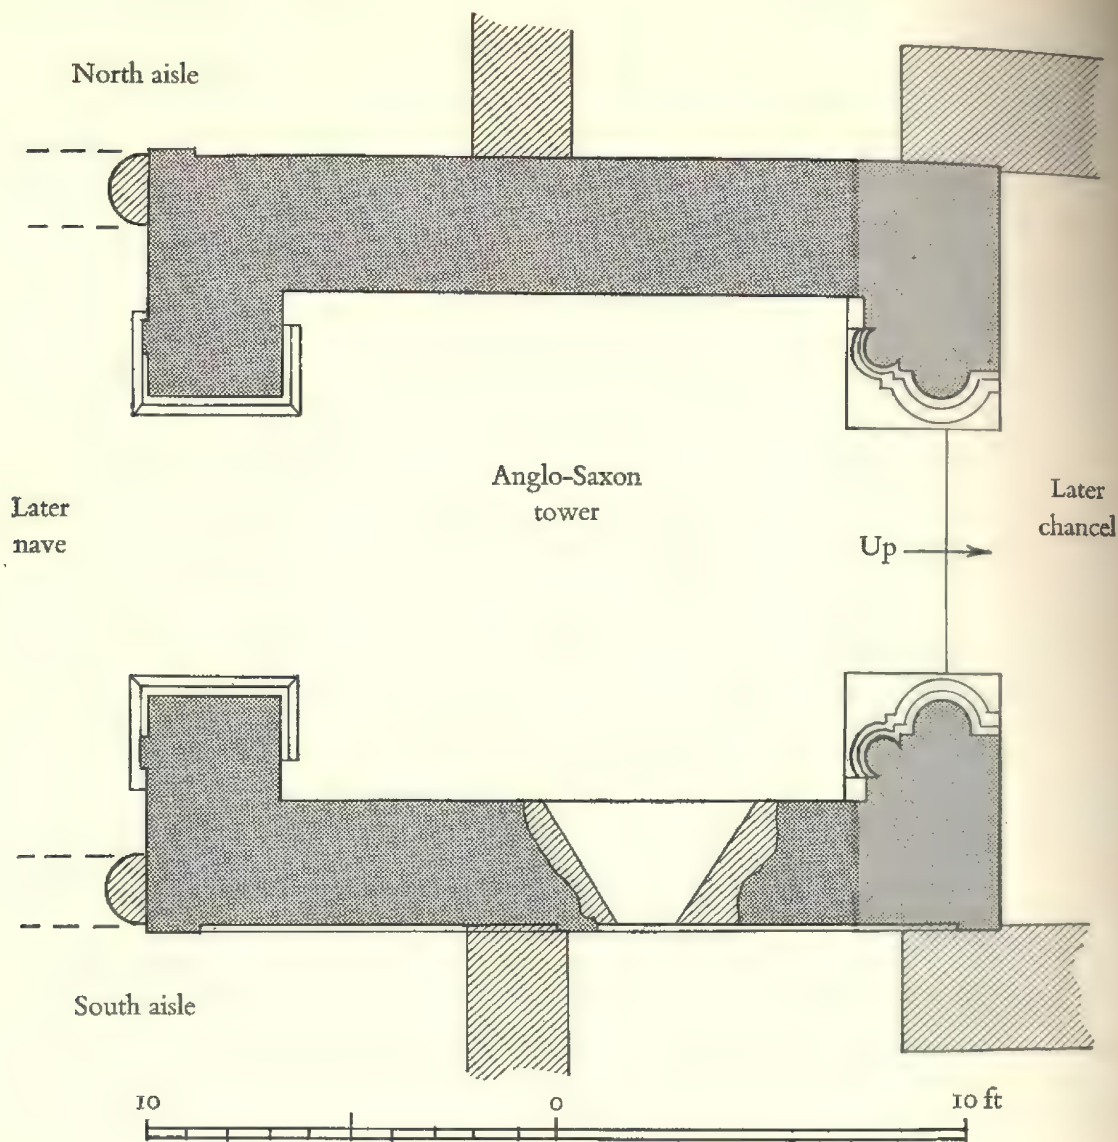 North aisle
Anglo-Saxon
tower
Later
nave
Up
Later
chancel
South aisle
10
0
10 ft